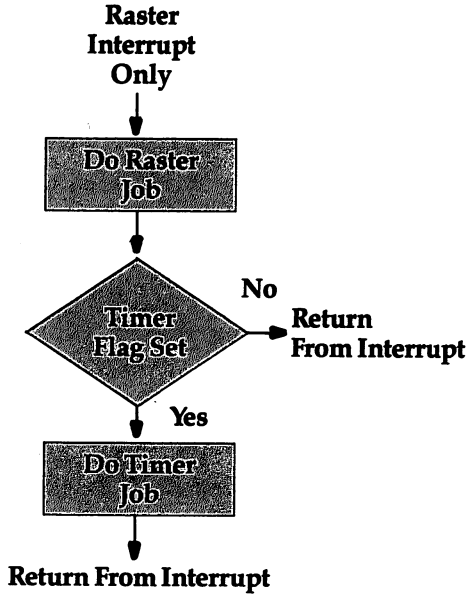 Raster
Interrupt
Only
Do Raster
Job
Timer
Flag Set
No
Return
From Interrupt
Yes
Do Timer
Job
Return From Interrupt